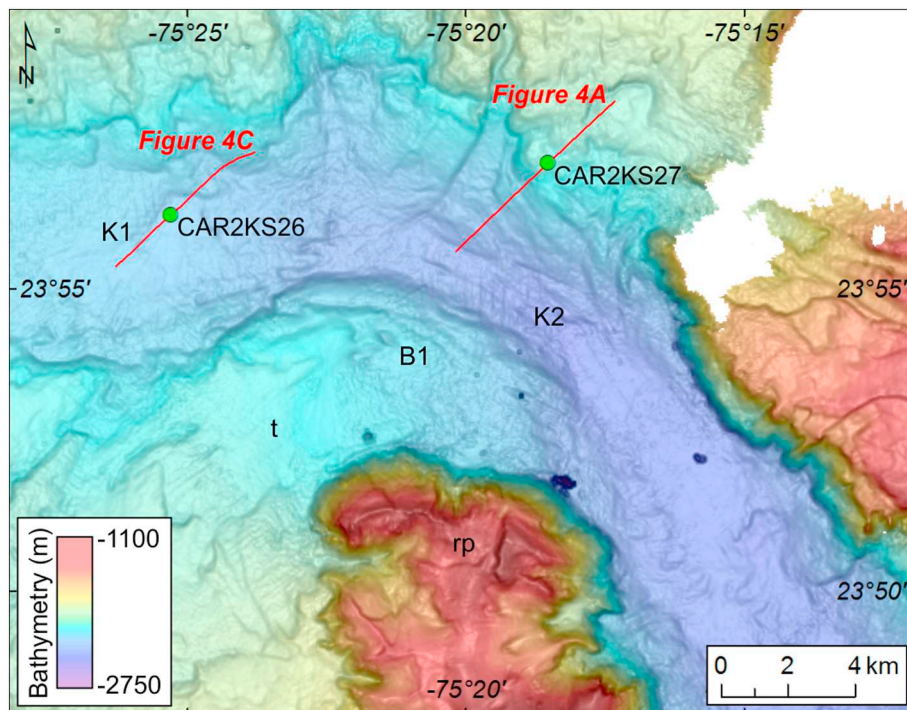 -75°25'
-75°20'
-75°15'
N
Figure 4A
Figure 4C
CAR2KS27
CAR2KS26
K1
23°55'
23°55'
K2
B1
t
rp
Bathymetry (m)
-1100
-2750
23°50'
-75°20'
0 2 4 km